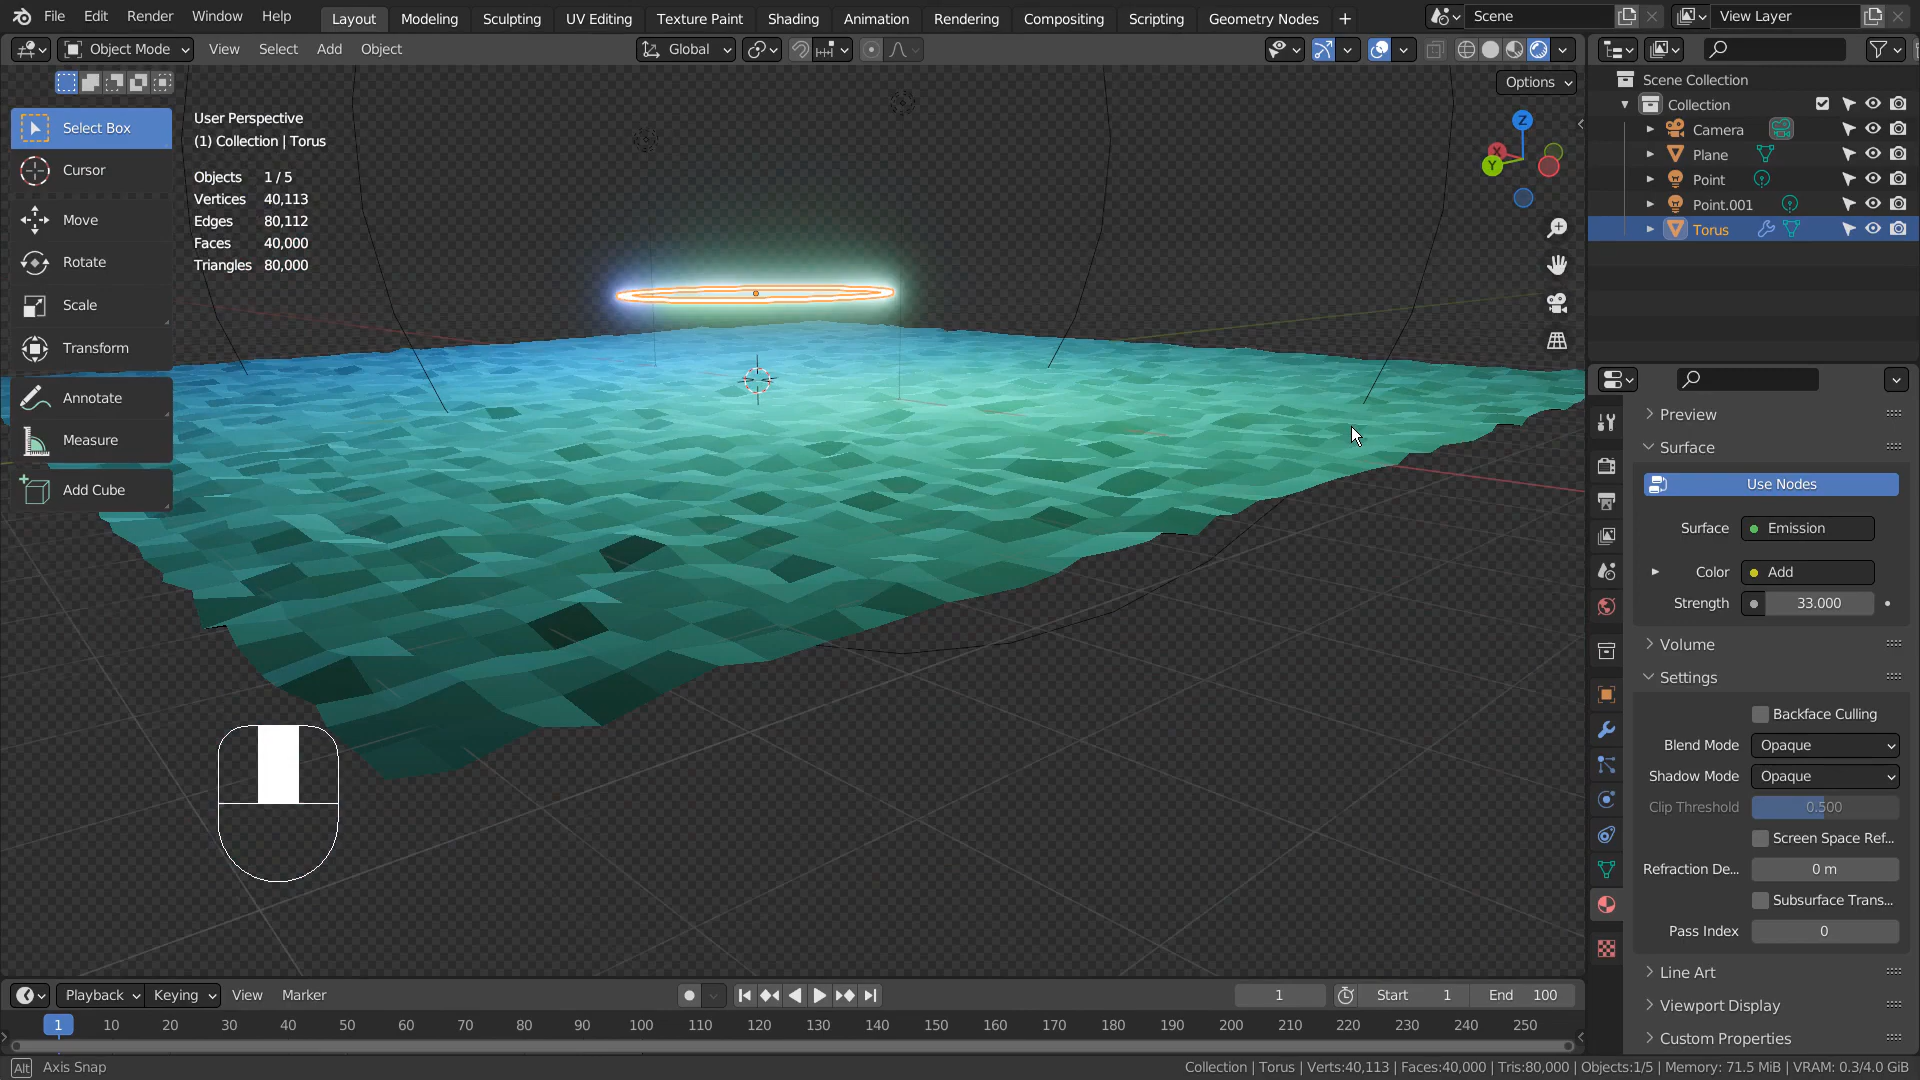 File Edit Render Window Help Layout Modeling Sculpting UV Editing Texture Paint Shading Animation Rendering Compositing Scripting Geometry Nodes + Scene View Layer
Object Mode View Select Add Object Global
Options
Select Box
Cursor
Move
Rotate
Scale
Transform
Annotate
Measure
Add Cube
User Perspective
(1) Collection | Torus
Objects 1 / 5
Vertices 40,113
Edges 80,112
Faces 40,000
Triangles 80,000
Z
X
Y
Scene Collection
Collection
Camera
Plane
Point
Point.001
Torus
Preview
Surface
Use Nodes
Surface Emission
Color Add
Strength 33.000
Volume
Settings
Backface Culling
Blend Mode Opaque
Shadow Mode Opaque
Clip Threshold 0.500
Screen Space Ref...
Refraction De... 0 m
Subsurface Trans...
Pass Index 0
Line Art
Viewport Display
Custom Properties
Playback Keying View Marker 1 Start 1 End 100
1 10 20 30 40 50 60 70 80 90 100 110 120 130 140 150 160 170 180 190 200 210 220 230 240 250
Alt Axis Snap
Collection | Torus | Verts:40,113 | Faces:40,000 | Tris:80,000 | Objects:1/5 | Memory: 71.5 MiB | VRAM: 0.3/4.0 GiB